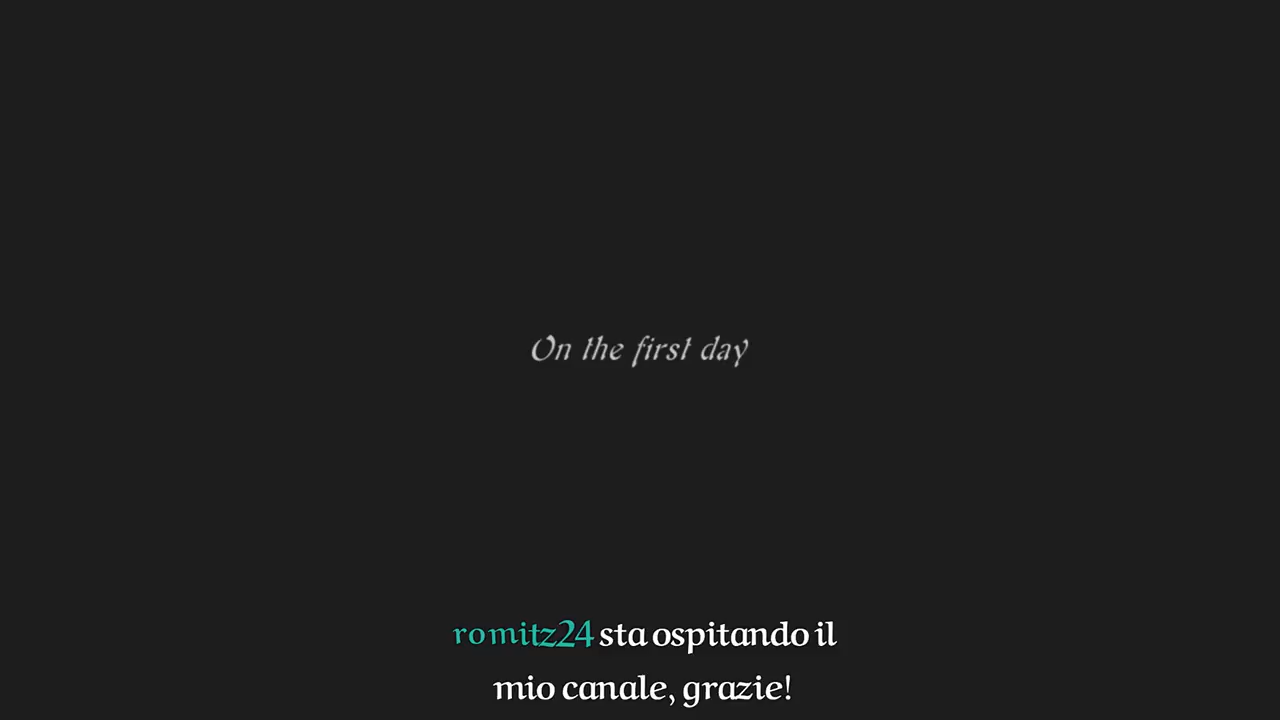 On the first day
romitz24 sta ospitando il
mio canale, grazie!